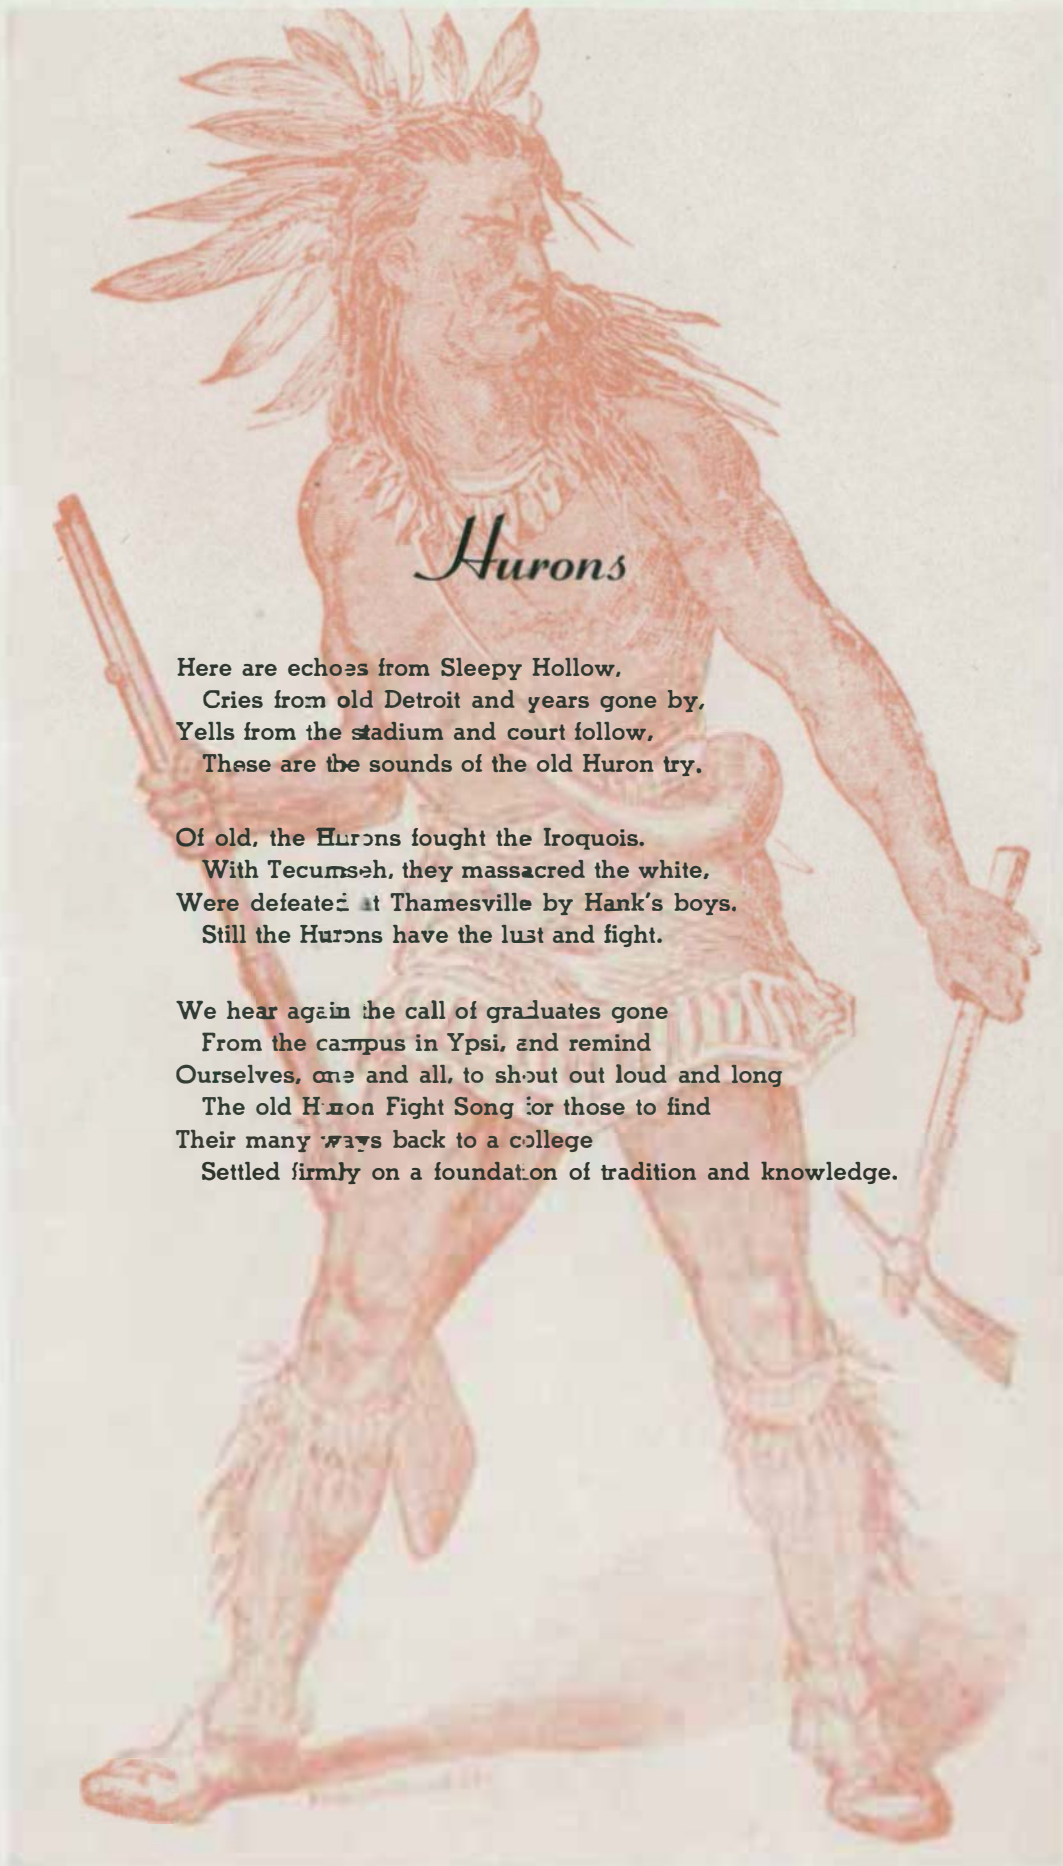 Hurons
Here are echoes from Sleepy Hollow,
Cries from old Detroit and years gone by,
Yells from the stadium and court follow,
These are the sounds of the old Huron try.
Of old, the Hurons fought the Iroquois.
With Tecumseh, they massacred the white,
Were defeated at Thamesville by Hank's boys.
Still the Hurons have the lust and fight.
We hear again the call of graduates gone
From the campus in Ypsi, and remind
Ourselves, one and all, to shout out loud and long
The old Huron Fight Song for those to find
Their many ways back to a college
Settled firmly on a foundation of tradition and knowledge.